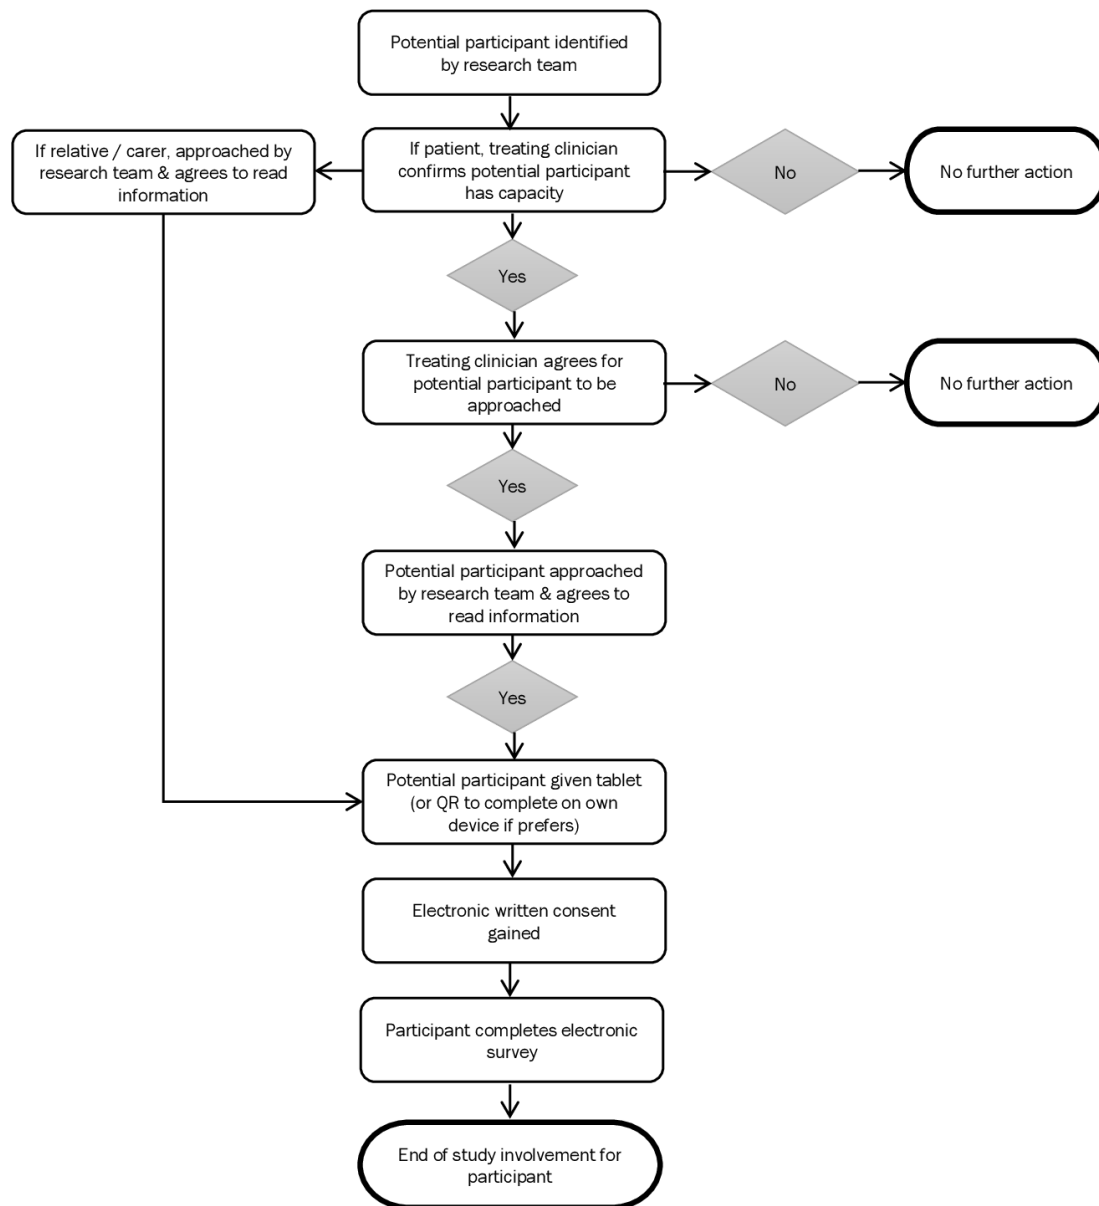 Potential participant identified
by research team
If relative / carer, approached by
research team & agrees to read
information
If patient, treating clinician
confirms potential participant
has capacity
No
No further action
Yes
Treating clinician agrees for
potential participant to be
approached
No
No further action
Yes
Potential participant approached
by research team & agrees to
read information
Yes
Potential participant given tablet
(or QR to complete on own
device if prefers)
Electronic written consent
gained
Participant completes electronic
survey
End of study involvement for
participant